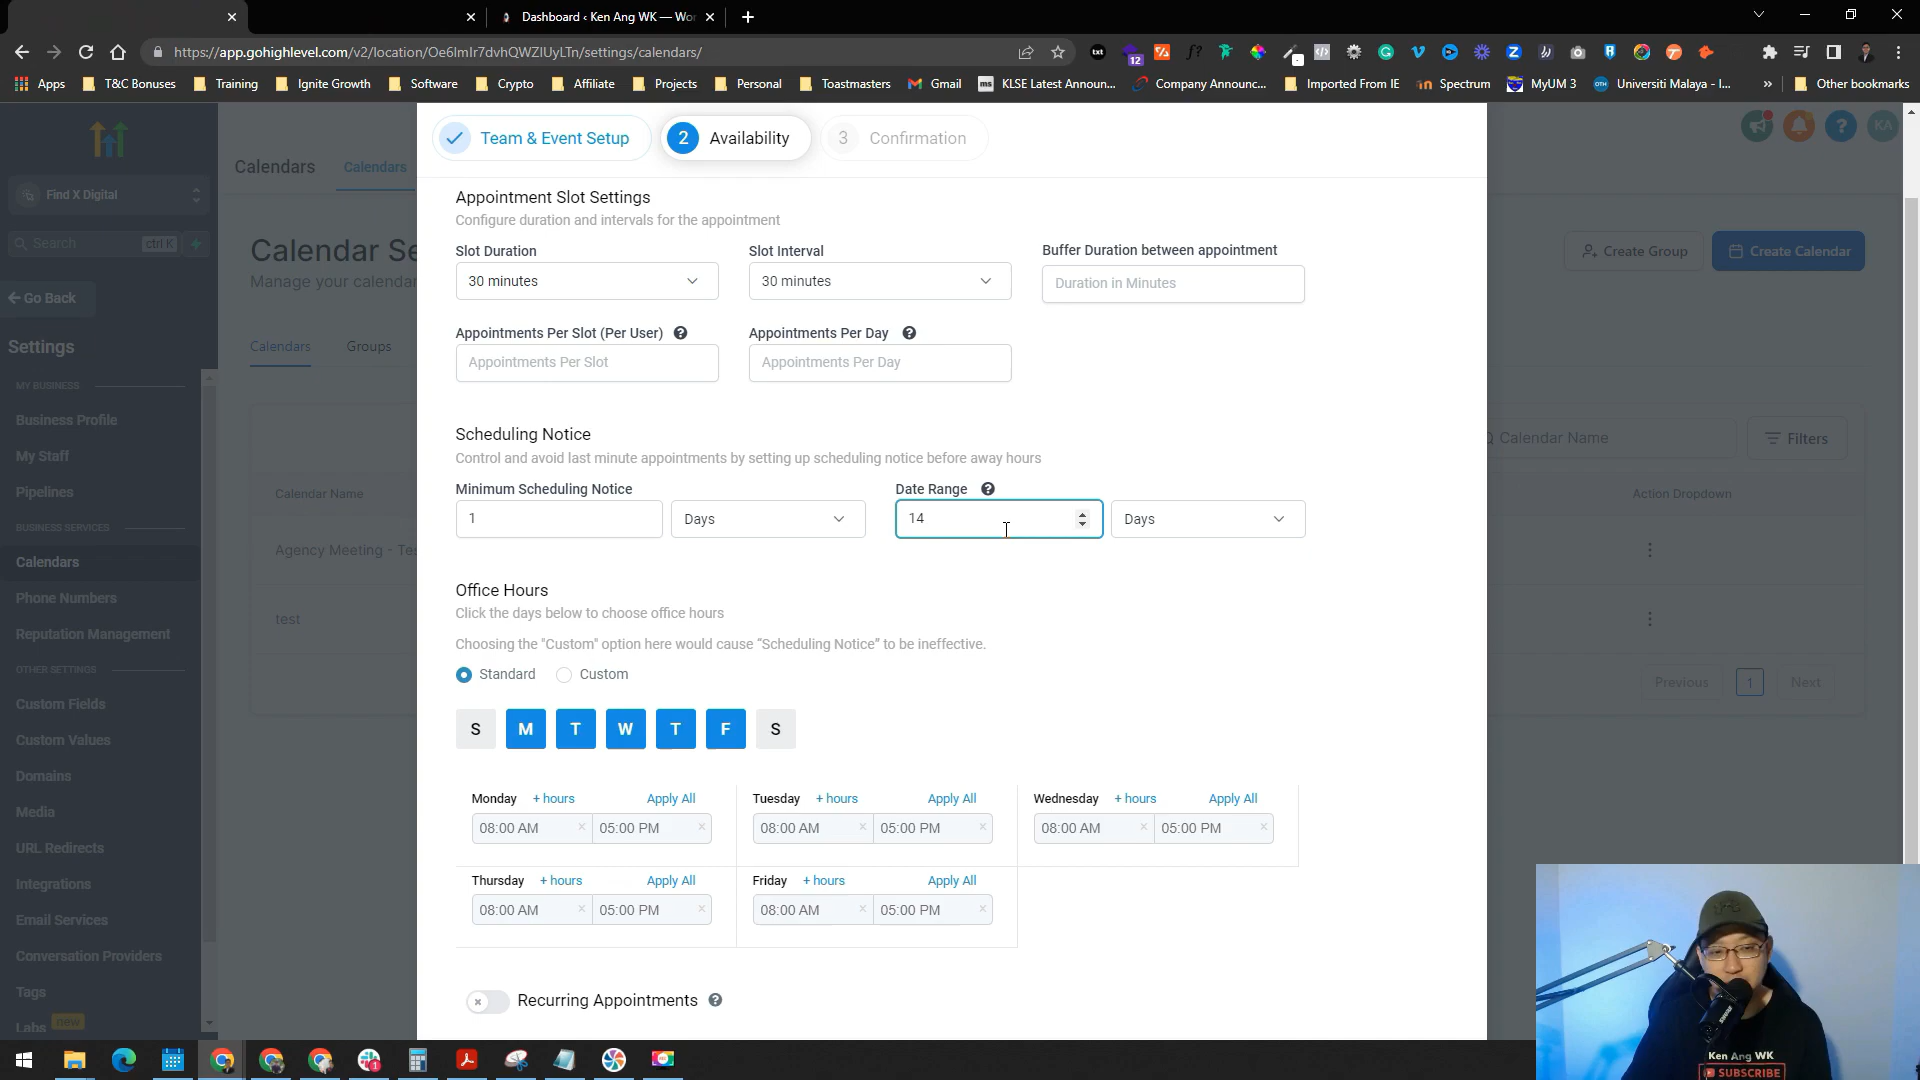 Dashboard ‹ Ken Ang WK — Wor
https://app.gohighlevel.com/v2/location/Oe6lmIr7dvhQWZIUyLTn/settings/calendars/
12
Apps
T&C Bonuses
Training
Ignite Growth
Software
Crypto
Affiliate
Projects
Personal
Toastmasters
Gmail
KLSE Latest Announ...
Company Announc...
Imported From IE
Spectrum
MyUM 3
Universiti Malaya - I...
»
Other bookmarks
Team & Event Setup
2 Availability
3 Confirmation
KA
Calendars
Calendars
Find X Digital
Search
ctrl K
Calendar Se
Manage your calendar
Create Group
Create Calendar
Go Back
Settings
Calendars
Groups
MY BUSINESS
Business Profile
My Staff
Pipelines
BUSINESS SERVICES
Calendars
Phone Numbers
Reputation Management
OTHER SETTINGS
Custom Fields
Custom Values
Domains
Media
URL Redirects
Integrations
Email Services
Conversation Providers
Tags
Labs new
Calendar Name
Agency Meeting - Tes
test
Calendar Name
Filters
Action Dropdown
Previous
1
Next
Appointment Slot Settings
Configure duration and intervals for the appointment
Slot Duration
Slot Interval
Buffer Duration between appointment
30 minutes
30 minutes
Duration in Minutes
Appointments Per Slot (Per User)
Appointments Per Day
Appointments Per Slot
Appointments Per Day
Scheduling Notice
Control and avoid last minute appointments by setting up scheduling notice before away hours
Minimum Scheduling Notice
Date Range
1
Days
14
Days
Office Hours
Click the days below to choose office hours
Choosing the "Custom" option here would cause “Scheduling Notice” to be ineffective.
Standard
Custom
S M T W T F S
Monday + hours Apply All
Tuesday + hours Apply All
Wednesday + hours Apply All
08:00 AM × 05:00 PM ×
08:00 AM × 05:00 PM ×
08:00 AM × 05:00 PM ×
Thursday + hours Apply All
Friday + hours Apply All
08:00 AM × 05:00 PM ×
08:00 AM × 05:00 PM ×
Recurring Appointments
Ken Ang WK
SUBSCRIBE